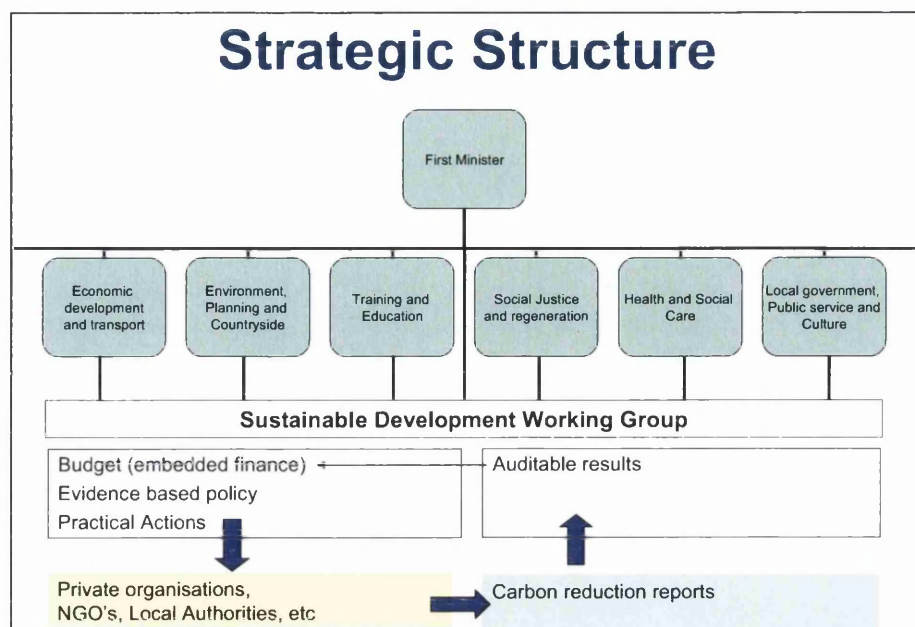 Strategic Structure
First Minister
Economic
development
and transport
Environment,
Planning and
Countryside
Training and
Education
Social Justice
and regeneration
Health and Social
Care
Local government,
Public service and
Culture
Sustainable Development Working Group
Budget (embedded finance)
Evidence based policy
Practical Actions
Auditable results
Private organisations,
NGO's, Local Authorities, etc
Carbon reduction reports